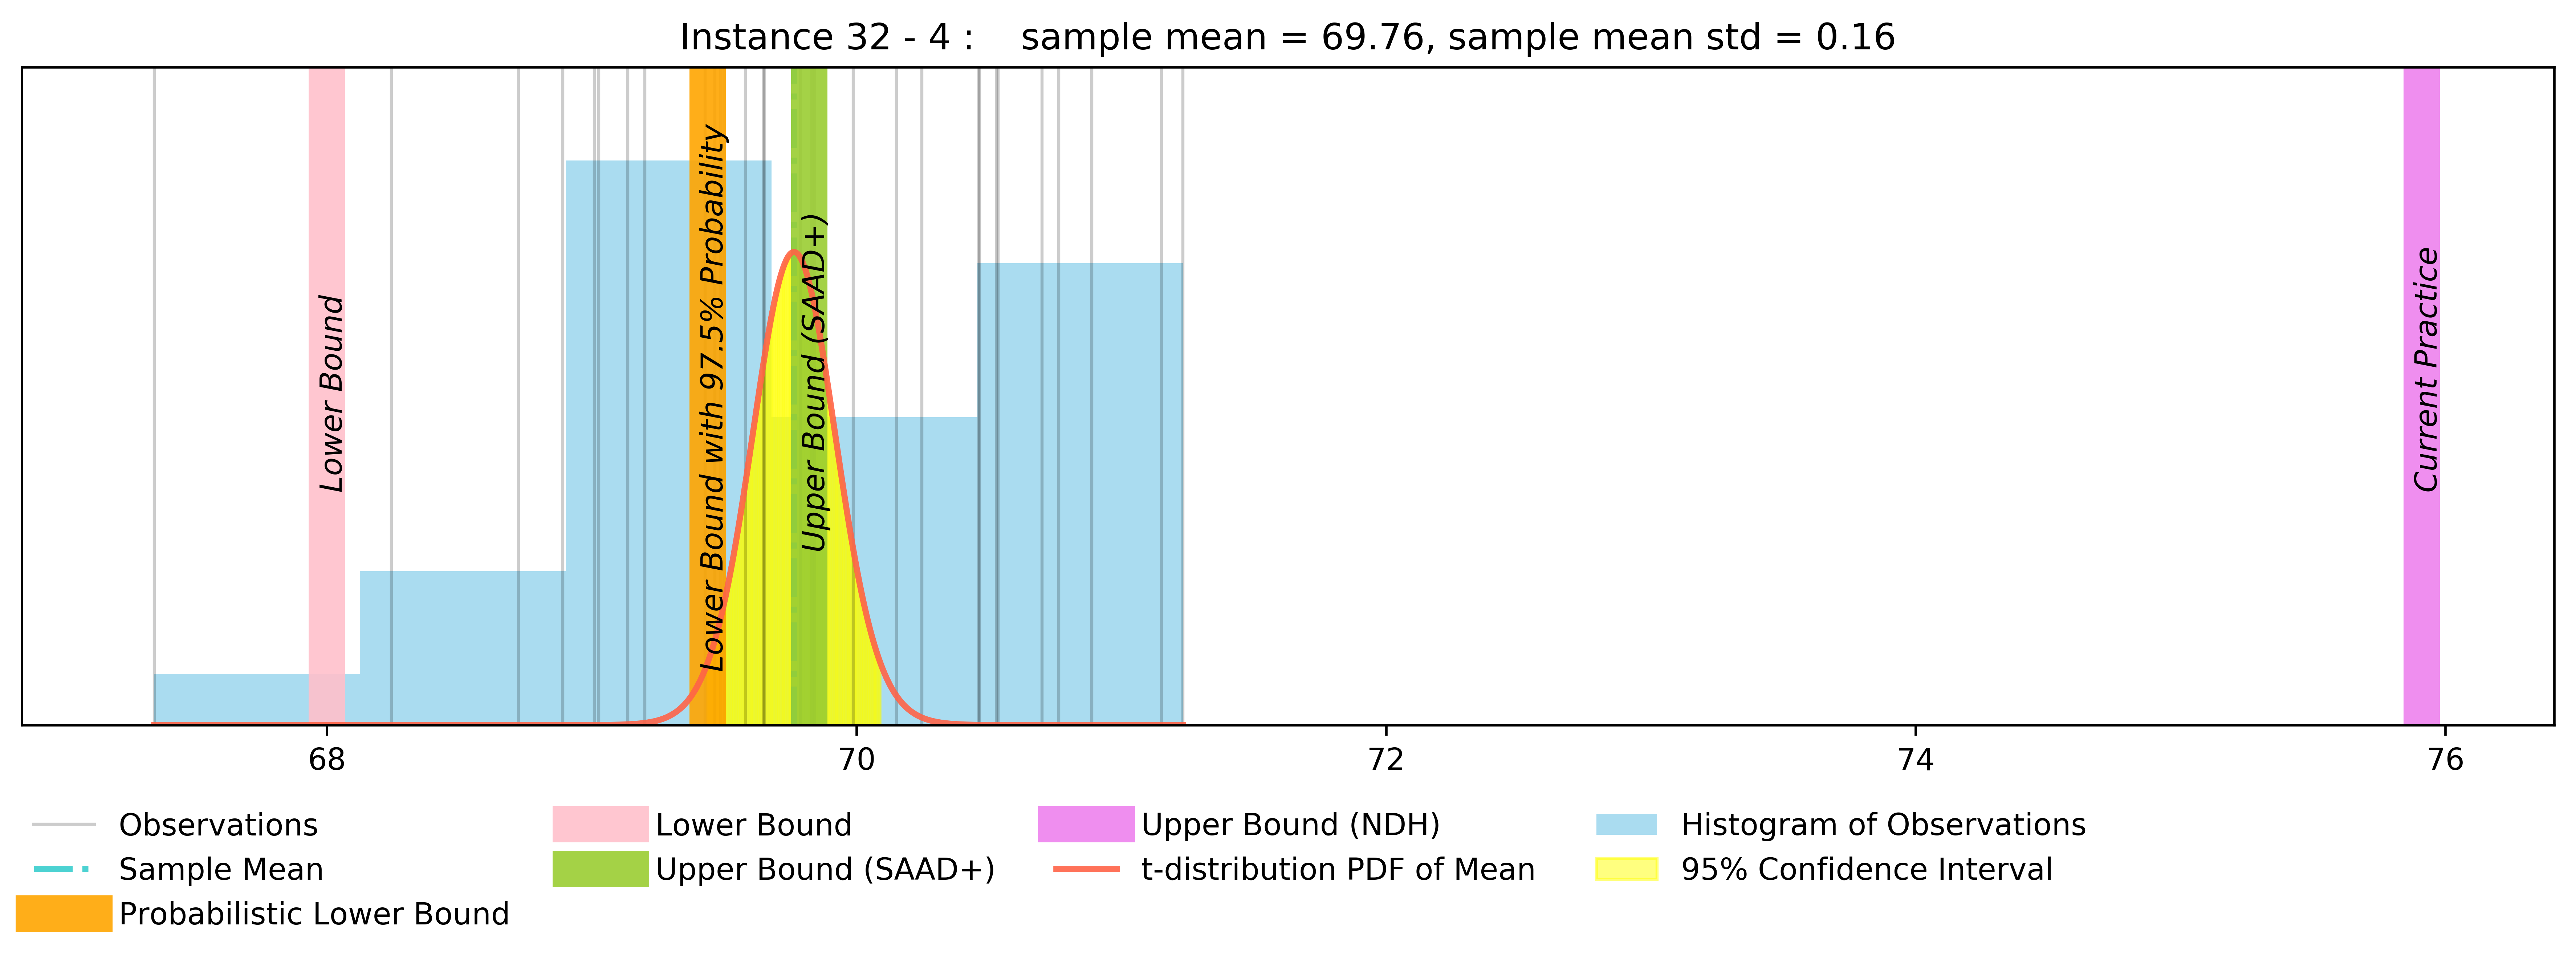 Instance 32 - 4 :    sample mean = 69.76, sample mean std = 0.16
Lower Bound
Lower Bound with 97.5% Probability
Upper Bound (SAAD+)
Current Practice
68 70 72 74 76
Observations
Sample Mean
Probabilistic Lower Bound
Lower Bound
Upper Bound (SAAD+)
Upper Bound (NDH)
t-distribution PDF of Mean
Histogram of Observations
95% Confidence Interval